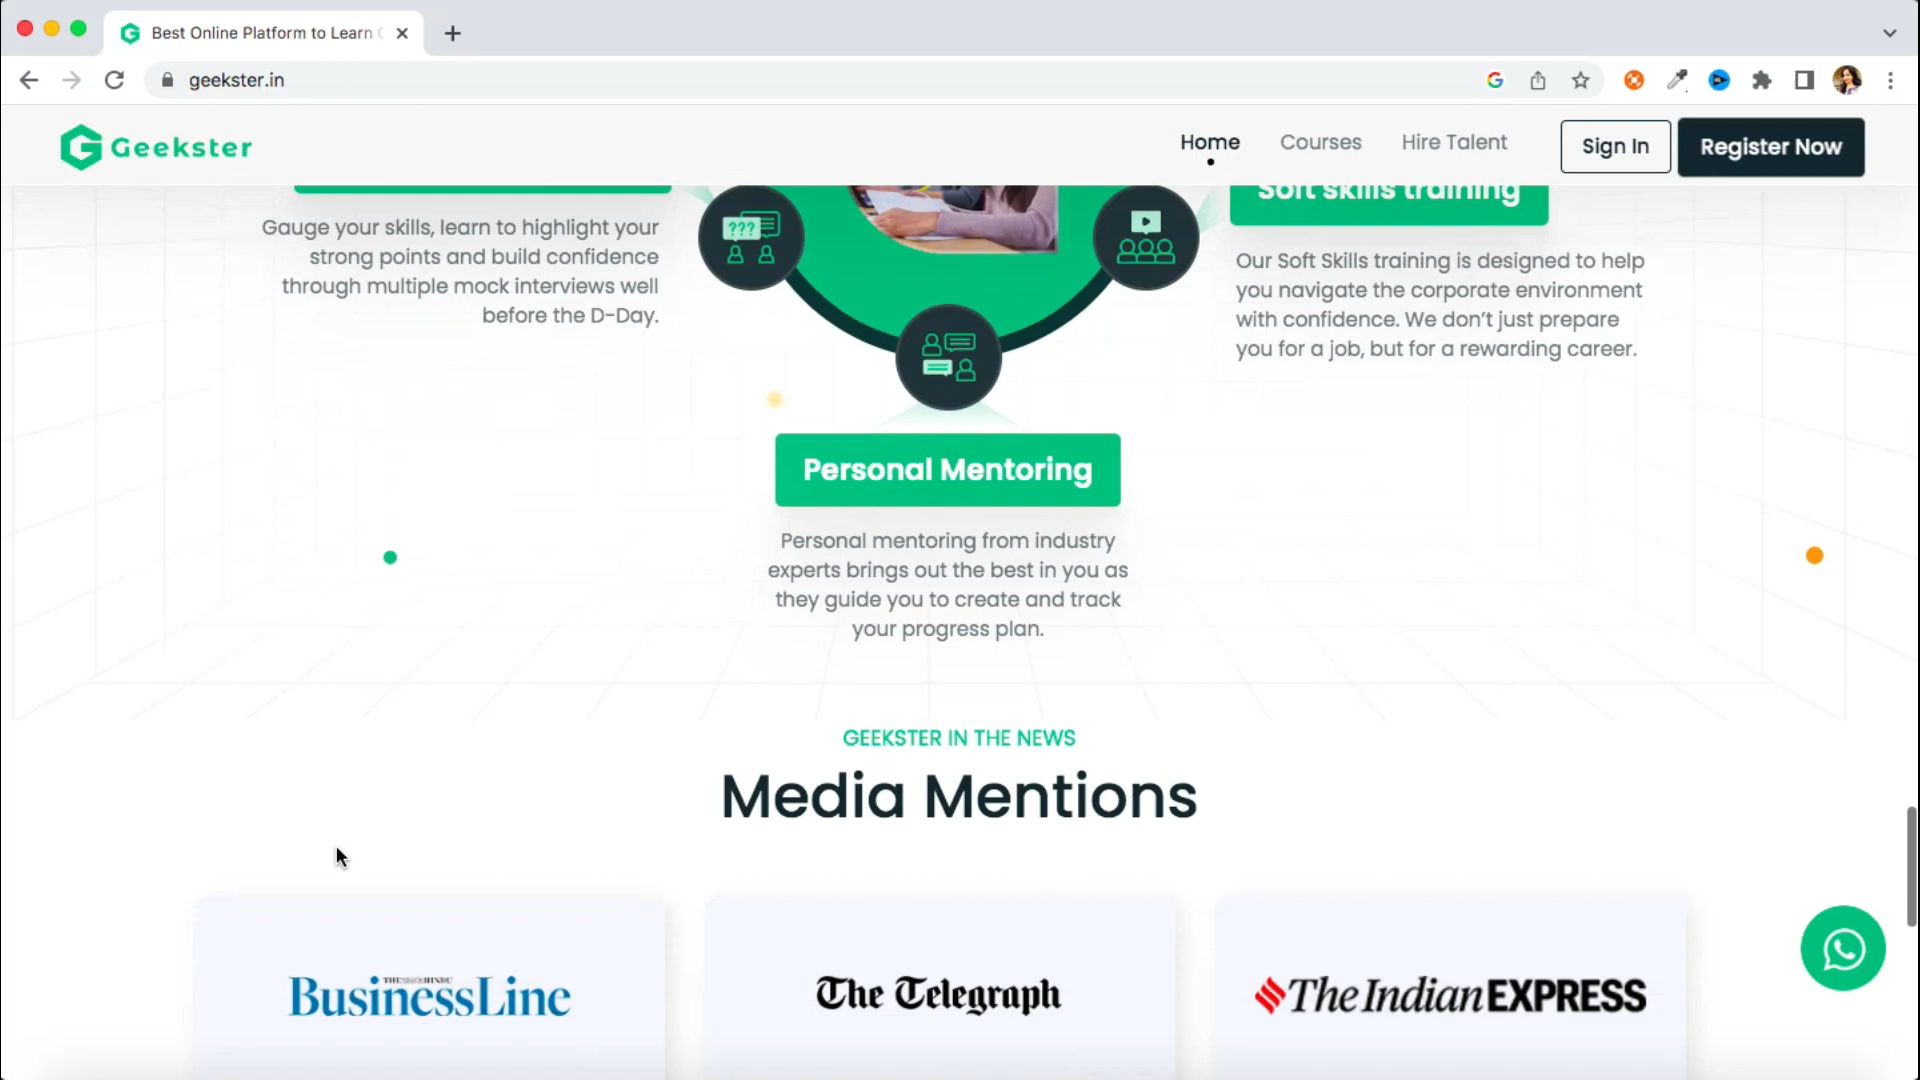 Best Online Platform to Learn
geekster.in
Geekster
Home
Courses
Hire Talent
Sign In
Register Now
Soft skills training
Gauge your skills, learn to highlight your
strong points and build confidence
through multiple mock interviews well
before the D-Day.
???
Our Soft Skills training is designed to help
you navigate the corporate environment
with confidence. We don’t just prepare
you for a job, but for a rewarding career.
Personal Mentoring
Personal mentoring from industry
experts brings out the best in you as
they guide you to create and track
your progress plan.
GEEKSTER IN THE NEWS
Media Mentions
BusinessLine
The Telegraph
The Indian EXPRESS